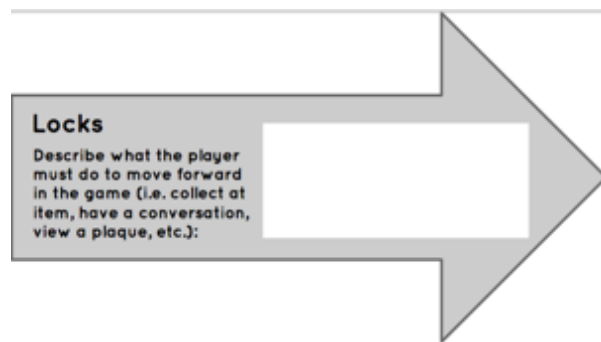 Locks
Describe what the player
must do to move forward
in the game (i.e. collect at
item, have a conversation,
view a plaque, etc.):